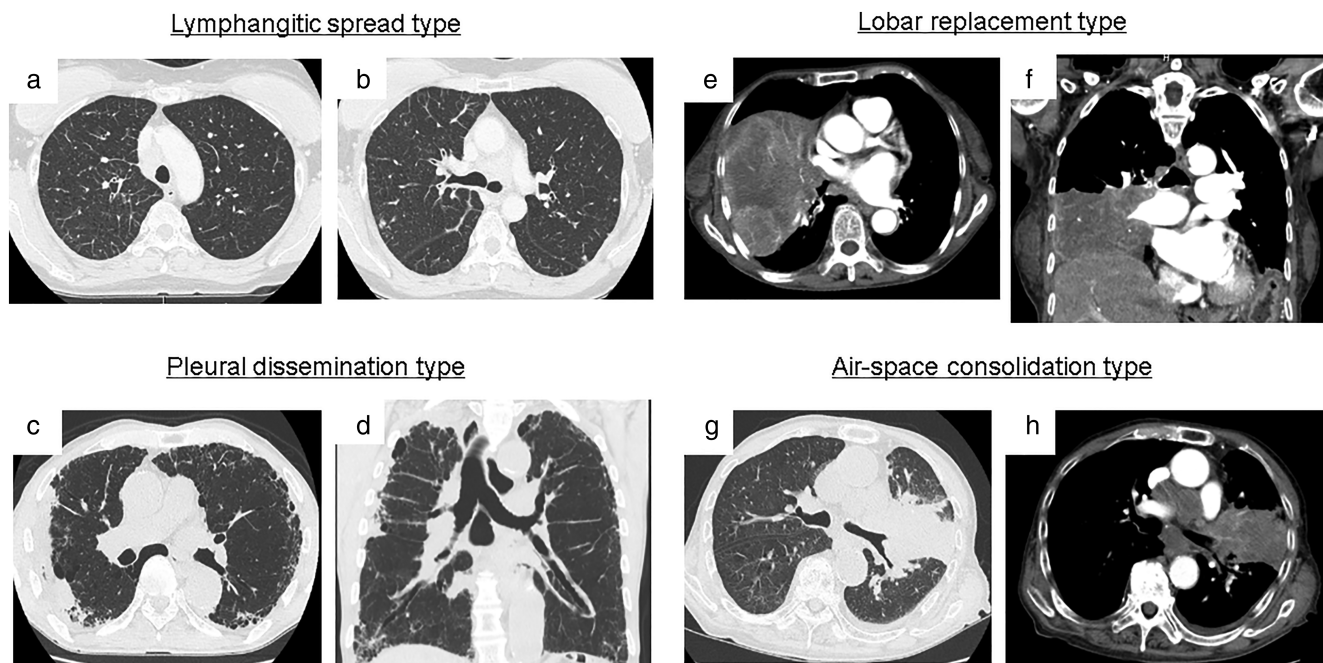 Lymphangitic spread type
a
b
Lobar replacement type
e
f
H
Pleural dissemination type
c
d
Air-space consolidation type
g
h